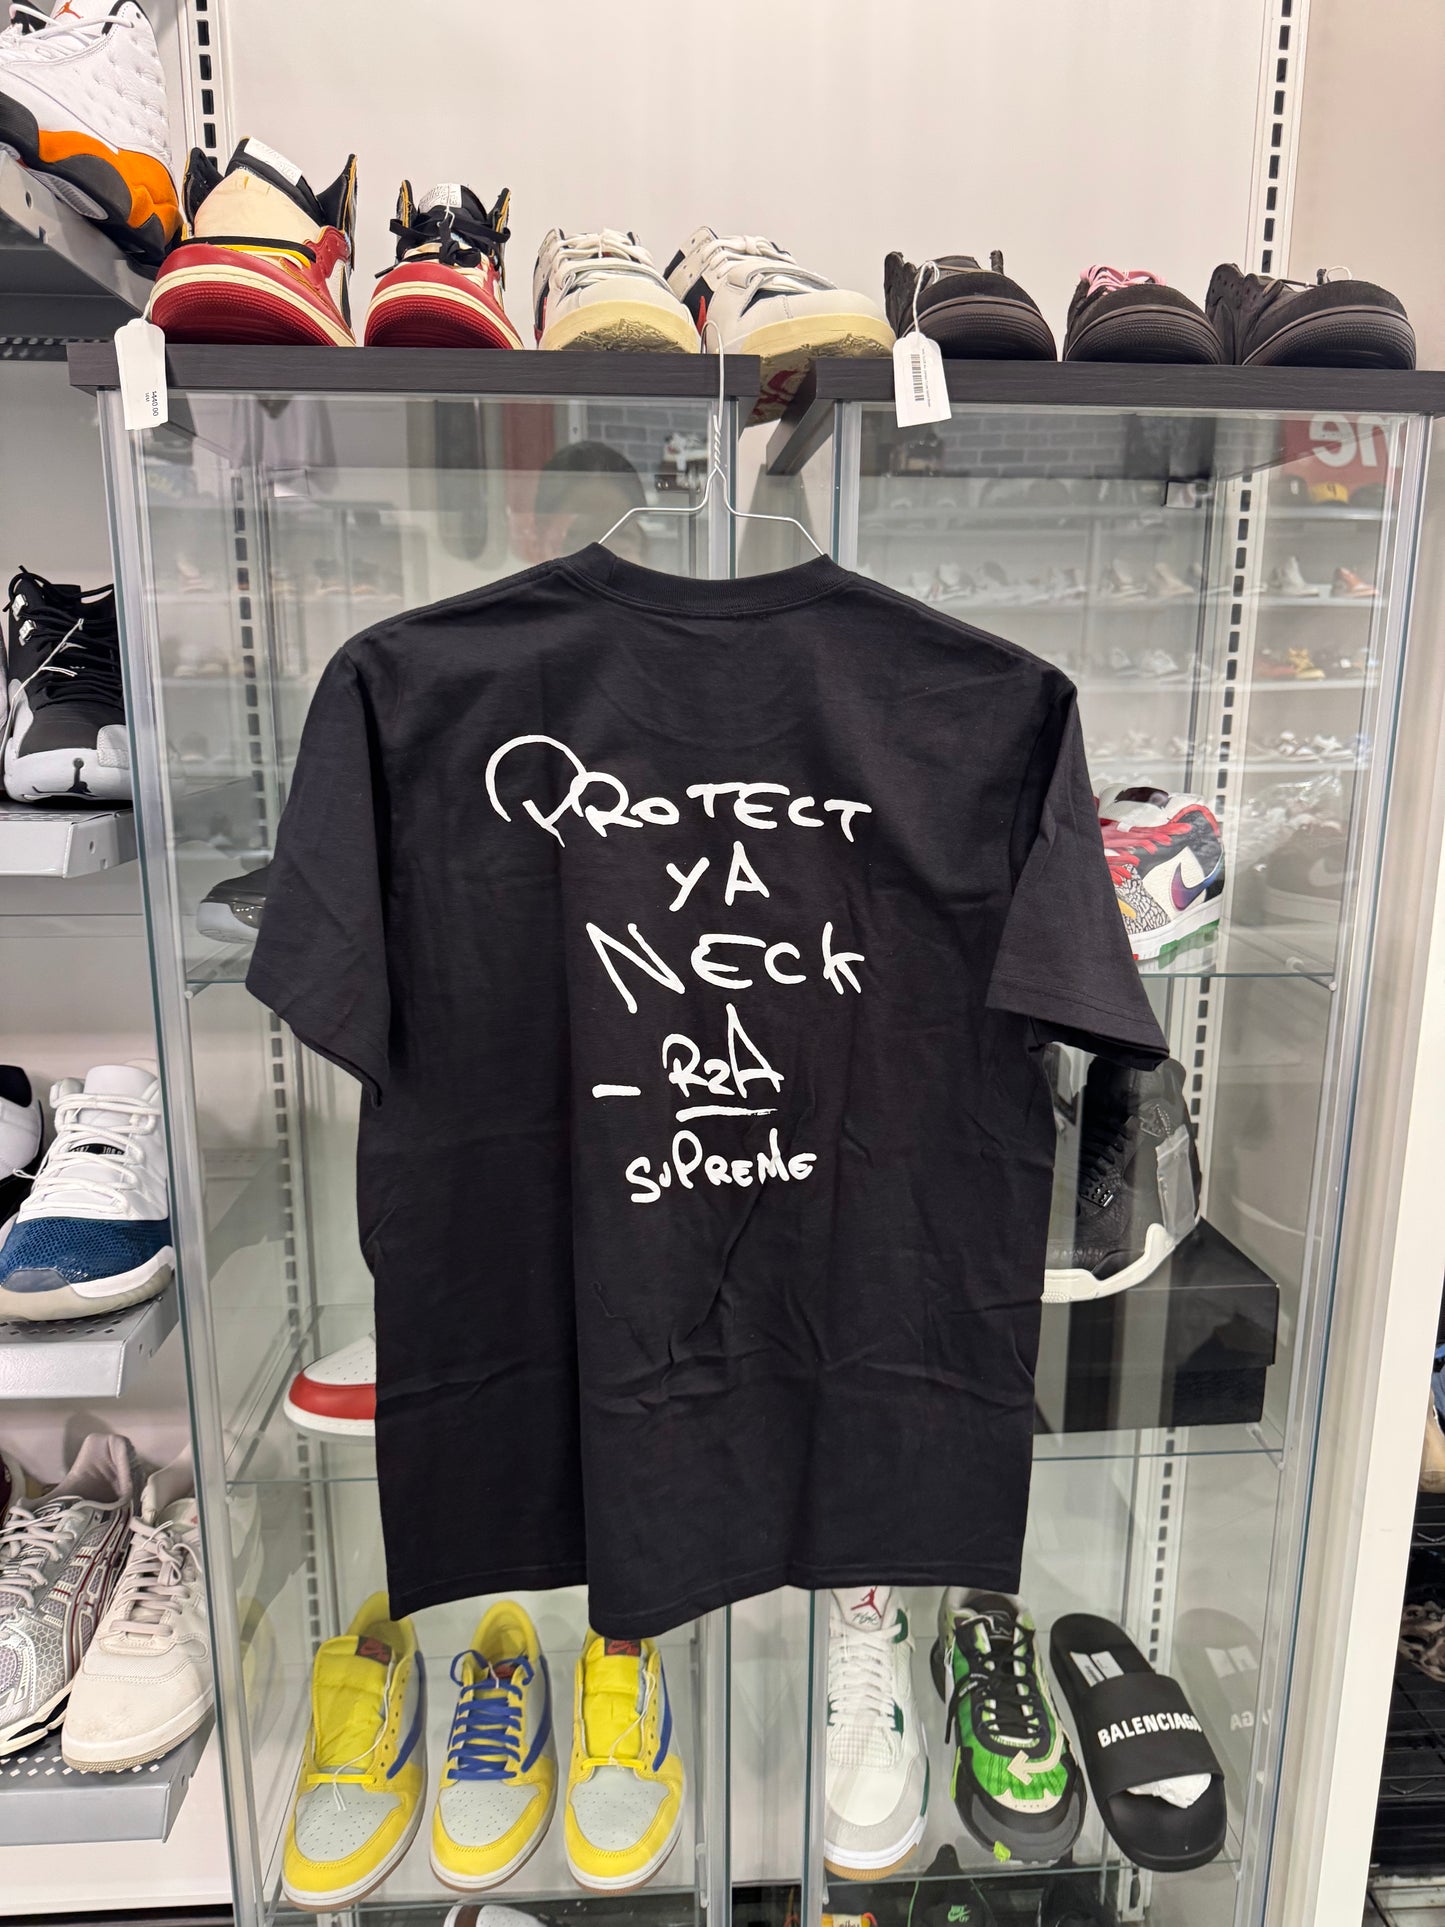 PROTECT
YA
NECK
- RZA
SUPREME
BALENCIAGA